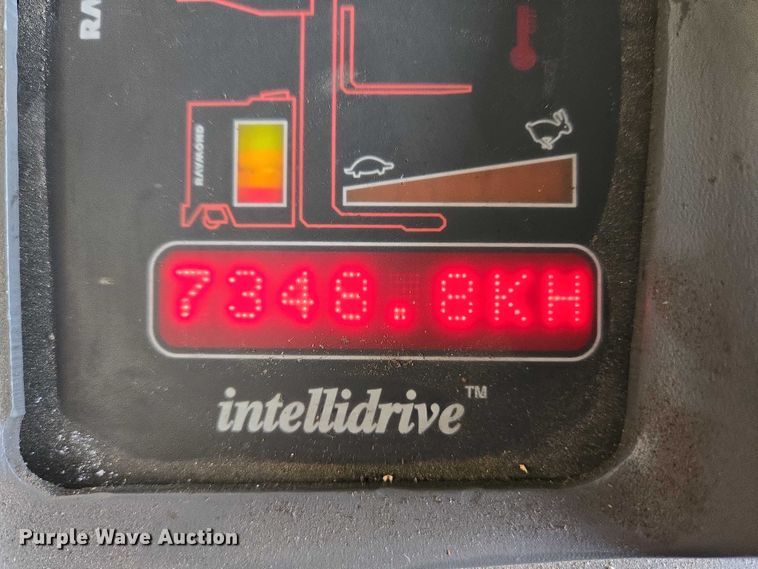 RAYMOND
7348.8KH
intellidrive™
Purple Wave Auction